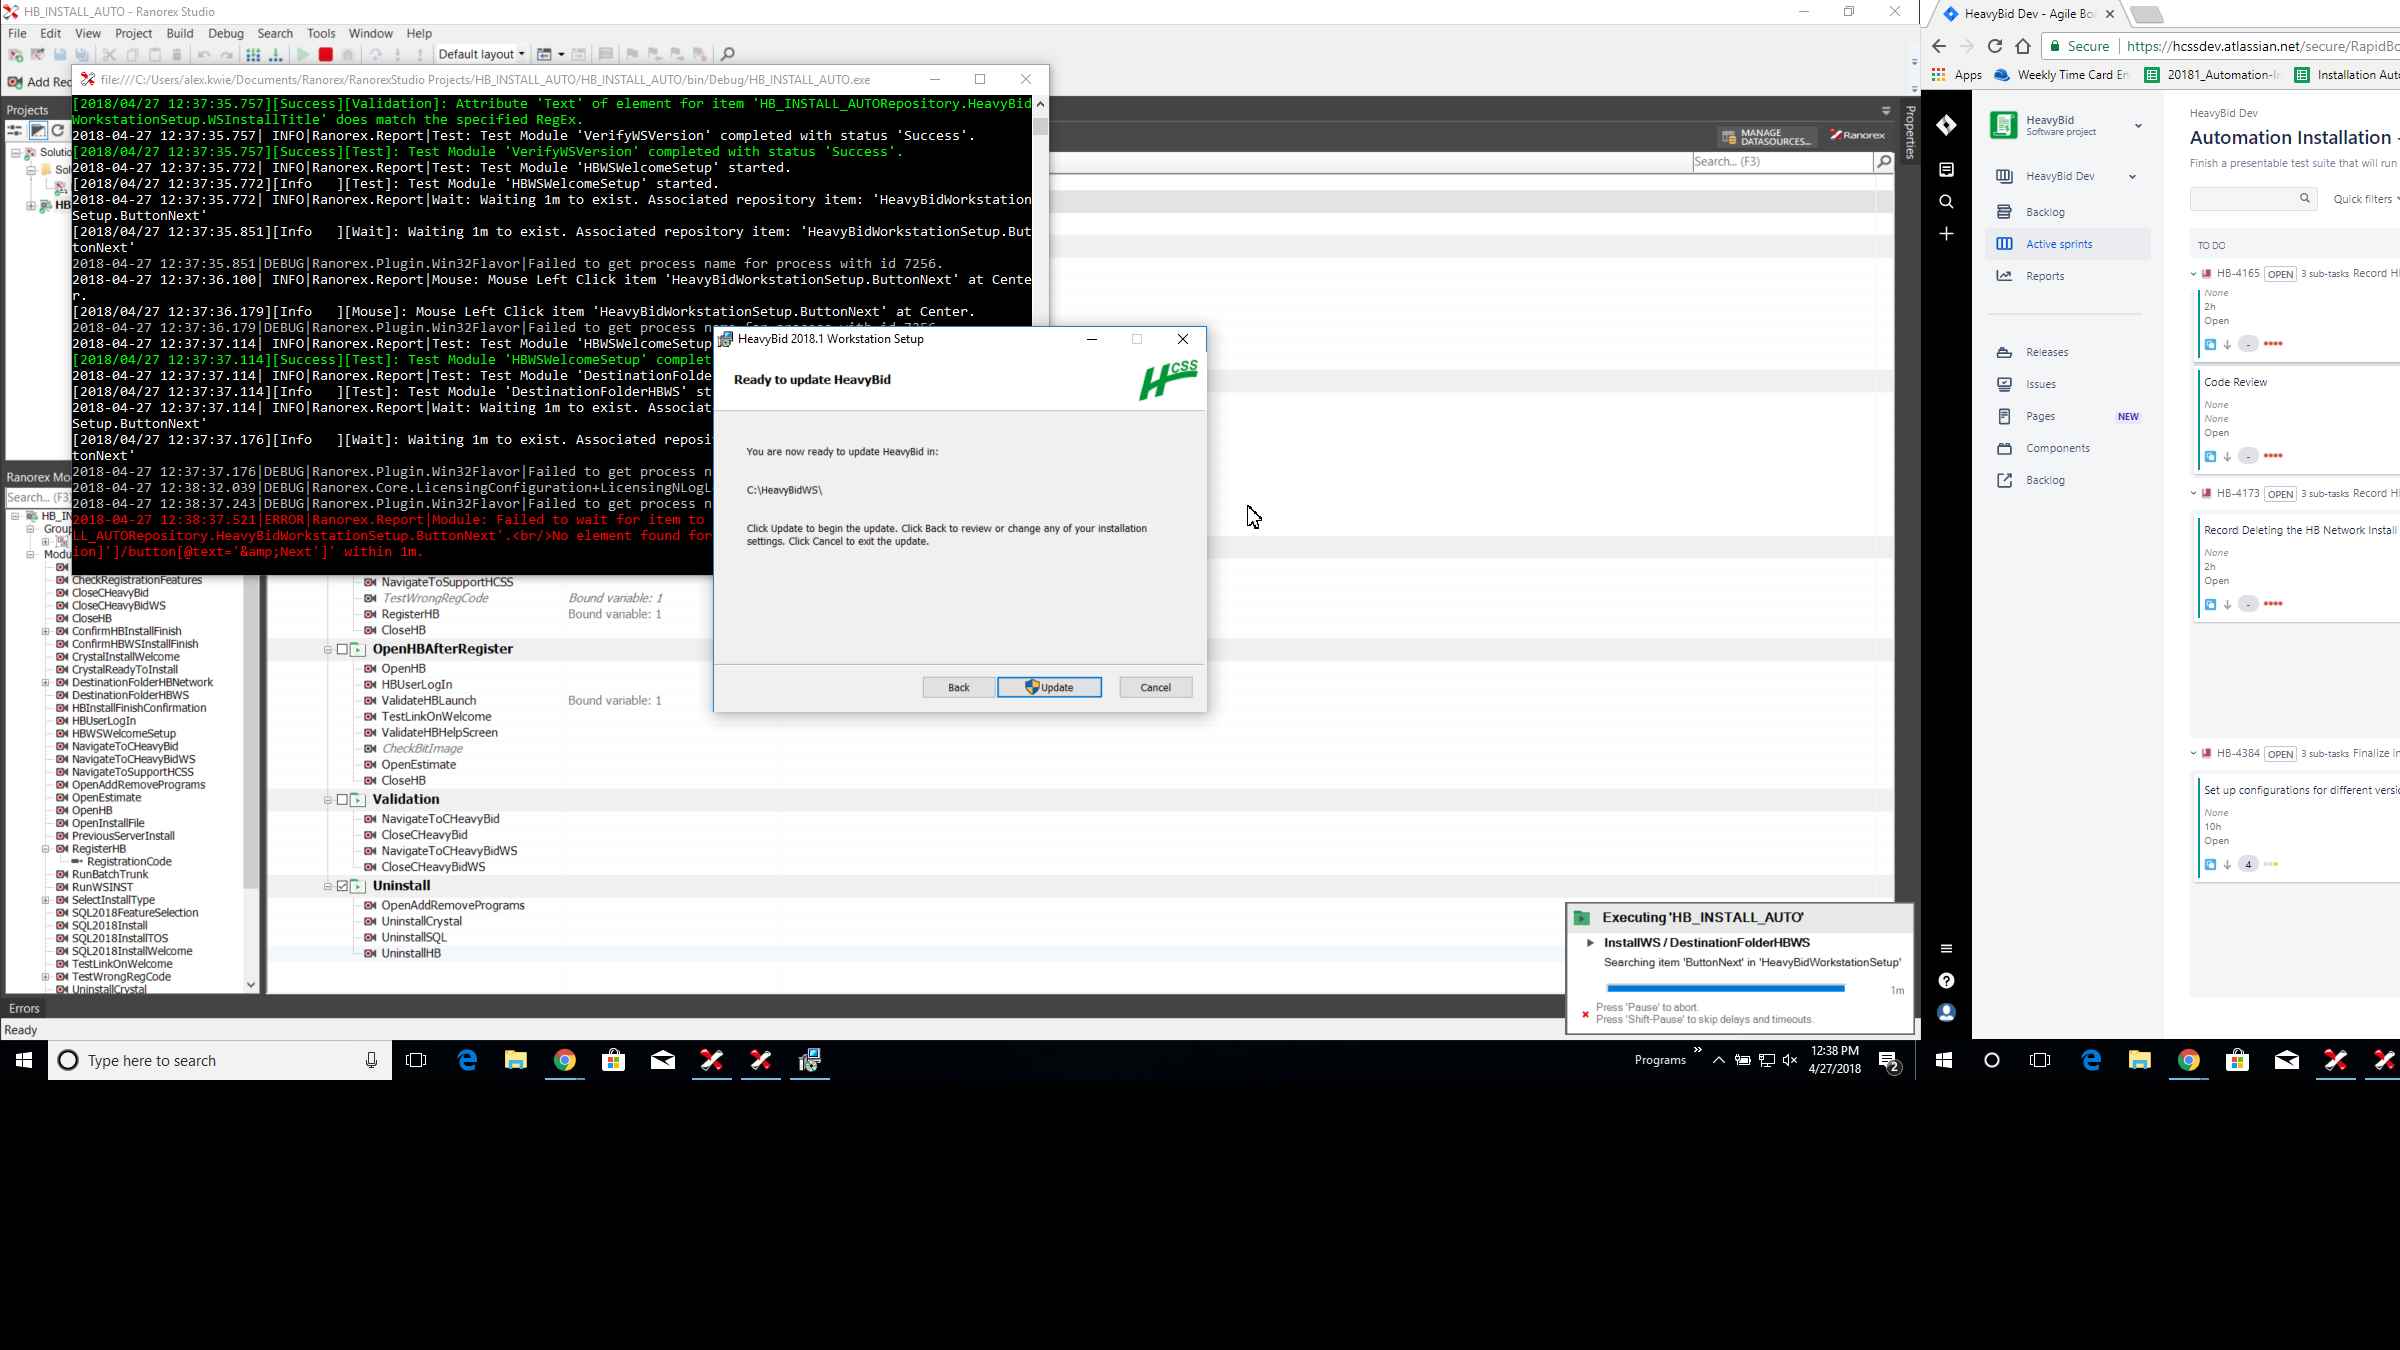 HB_INSTALL_AUTO - Ranorex Studio
File Edit View Project Build Debug Search Tools Window Help
Default layout
Add Rec
file:///C:/Users/alex.kwie/Documents/Ranorex/RanorexStudio Projects/HB_INSTALL_AUTO/HB_INSTALL_AUTO/bin/Debug/HB_INSTALL_AUTO.exe
Projects
Solutio
Sol
HB
[2018/04/27 12:37:35.757][Success][Validation]: Attribute 'Text' of element for item 'HB_INSTALL_AUTORepository.HeavyBid
WorkstationSetup.WSInstallTitle' does match the specified RegEx.
2018-04-27 12:37:35.757| INFO|Ranorex.Report|Test: Test Module 'VerifyWSVersion' completed with status 'Success'.
[2018/04/27 12:37:35.757][Success][Test]: Test Module 'VerifyWSVersion' completed with status 'Success'.
2018-04-27 12:37:35.772| INFO|Ranorex.Report|Test: Test Module 'HBWSWelcomeSetup' started.
[2018/04/27 12:37:35.772][Info   ][Test]: Test Module 'HBWSWelcomeSetup' started.
2018-04-27 12:37:35.772| INFO|Ranorex.Report|Wait: Waiting 1m to exist. Associated repository item: 'HeavyBidWorkstation
Setup.ButtonNext'
[2018/04/27 12:37:35.851][Info   ][Wait]: Waiting 1m to exist. Associated repository item: 'HeavyBidWorkstationSetup.But
tonNext'
2018-04-27 12:37:35.851|DEBUG|Ranorex.Plugin.Win32Flavor|Failed to get process name for process with id 7256.
2018-04-27 12:37:36.100| INFO|Ranorex.Report|Mouse: Mouse Left Click item 'HeavyBidWorkstationSetup.ButtonNext' at Cente
r.
[2018/04/27 12:37:36.179][Info   ][Mouse]: Mouse Left Click item 'HeavyBidWorkstationSetup.ButtonNext' at Center.
2018-04-27 12:37:36.179|DEBUG|Ranorex.Plugin.Win32Flavor|Failed to get process name for process with id 7256.
2018-04-27 12:37:37.114| INFO|Ranorex.Report|Test: Test Module 'HBWSWelcomeSetup
[2018/04/27 12:37:37.114][Success][Test]: Test Module 'HBWSWelcomeSetup' complet
2018-04-27 12:37:37.114| INFO|Ranorex.Report|Test: Test Module 'DestinationFolde
[2018/04/27 12:37:37.114][Info   ][Test]: Test Module 'DestinationFolderHBWS' st
2018-04-27 12:37:37.114| INFO|Ranorex.Report|Wait: Waiting 1m to exist. Associat
Setup.ButtonNext'
[2018/04/27 12:37:37.176][Info   ][Wait]: Waiting 1m to exist. Associated reposi
tonNext'
2018-04-27 12:37:37.176|DEBUG|Ranorex.Plugin.Win32Flavor|Failed to get process n
2018-04-27 12:38:32.039|DEBUG|Ranorex.Core.LicensingConfiguration+LicensingNLogL
2018-04-27 12:38:37.243|DEBUG|Ranorex.Plugin.Win32Flavor|Failed to get process n
2018-04-27 12:38:37.521|ERROR|Ranorex.Report|Module: Failed to wait for item to
LL_AUTORepository.HeavyBidWorkstationSetup.ButtonNext'.<br/>No element found for
ion]']/button[@text='&amp;Next']' within 1m.
HeavyBid 2018.1 Workstation Setup
Ready to update HeavyBid
HCSS
You are now ready to update HeavyBid in:
C:\HeavyBidWS\
Click Update to begin the update. Click Back to review or change any of your installation
settings. Click Cancel to exit the update.
Back
Update
Cancel
MANAGE
DATASOURCES...
Ranorex
Search... (F3)
Properties
Ranorex Mo
Search... (F3
HB_IN
Group
Modu
CheckRegistrationFeatures
CloseCHeavyBid
CloseCHeavyBidWS
CloseHB
ConfirmHBInstallFinish
ConfirmHBWSInstallFinish
CrystalInstallWelcome
CrystalReadyToInstall
DestinationFolderHBNetwork
DestinationFolderHBWS
HBInstallFinishConfirmation
HBUserLogIn
HBWSWelcomeSetup
NavigateToCHeavyBid
NavigateToCHeavyBidWS
NavigateToSupportHCSS
OpenAddRemovePrograms
OpenEstimate
OpenHB
OpenInstallFile
PreviousServerInstall
RegisterHB
RegistrationCode
RunBatchTrunk
RunWSINST
SelectInstallType
SQL2018FeatureSelection
SQL2018Install
SQL2018InstallTOS
SQL2018InstallWelcome
TestLinkOnWelcome
TestWrongRegCode
UninstallCrystal
NavigateToSupportHCSS
TestWrongRegCode Bound variable: 1
RegisterHB Bound variable: 1
CloseHB
OpenHBAfterRegister
OpenHB
HBUserLogIn
ValidateHBLaunch Bound variable: 1
TestLinkOnWelcome
ValidateHBHelpScreen
CheckBitImage
OpenEstimate
CloseHB
Validation
NavigateToCHeavyBid
CloseCHeavyBid
NavigateToCHeavyBidWS
CloseCHeavyBidWS
Uninstall
OpenAddRemovePrograms
UninstallCrystal
UninstallSQL
UninstallHB
Executing 'HB_INSTALL_AUTO'
InstallWS / DestinationFolderHBWS
Searching item 'ButtonNext' in 'HeavyBidWorkstationSetup'
1m
Press 'Pause' to abort.
Press 'Shift-Pause' to skip delays and timeouts.
Errors
Ready
Type here to search
Programs
12:38 PM
4/27/2018
2
HeavyBid Dev - Agile Bo
Secure https://hcssdev.atlassian.net/secure/RapidBo
Apps Weekly Time Card En 20181_Automation-I Installation Auto
HeavyBid
Software project
HeavyBid Dev
Backlog
Active sprints
Reports
Releases
Issues
Pages NEW
Components
Backlog
HeavyBid Dev
Automation Installation -
Finish a presentable test suite that will run
Quick filters
TO DO
HB-4165 OPEN 3 sub-tasks Record H
None
2h
Open
-
Code Review
None
None
Open
-
HB-4173 OPEN 3 sub-tasks Record H
Record Deleting the HB Network Install
None
2h
Open
-
HB-4384 OPEN 3 sub-tasks Finalize in
Set up configurations for different versi
None
10h
Open
4